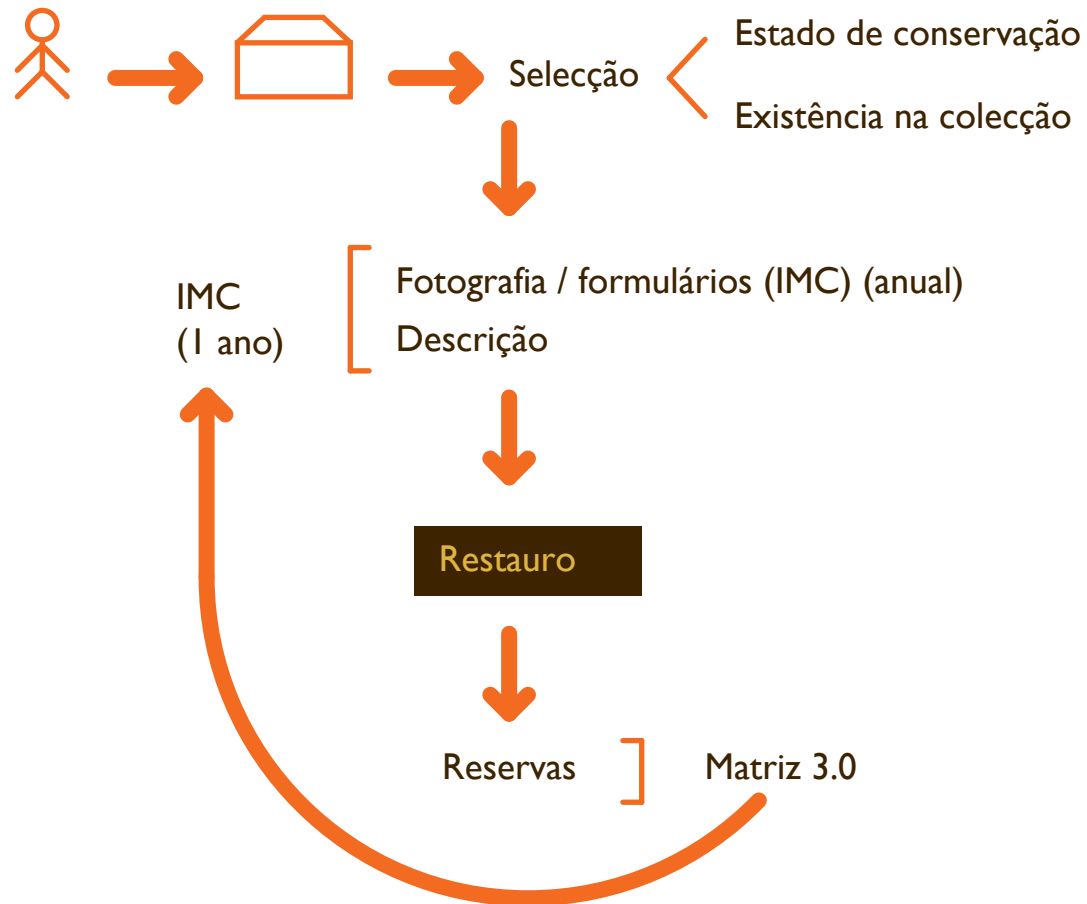 Selecção
Estado de conservação
Existência na colecção
IMC
(1 ano)
Fotografia / formulários (IMC) (anual)
Descrição
Restauro
Reservas
Matriz 3.0